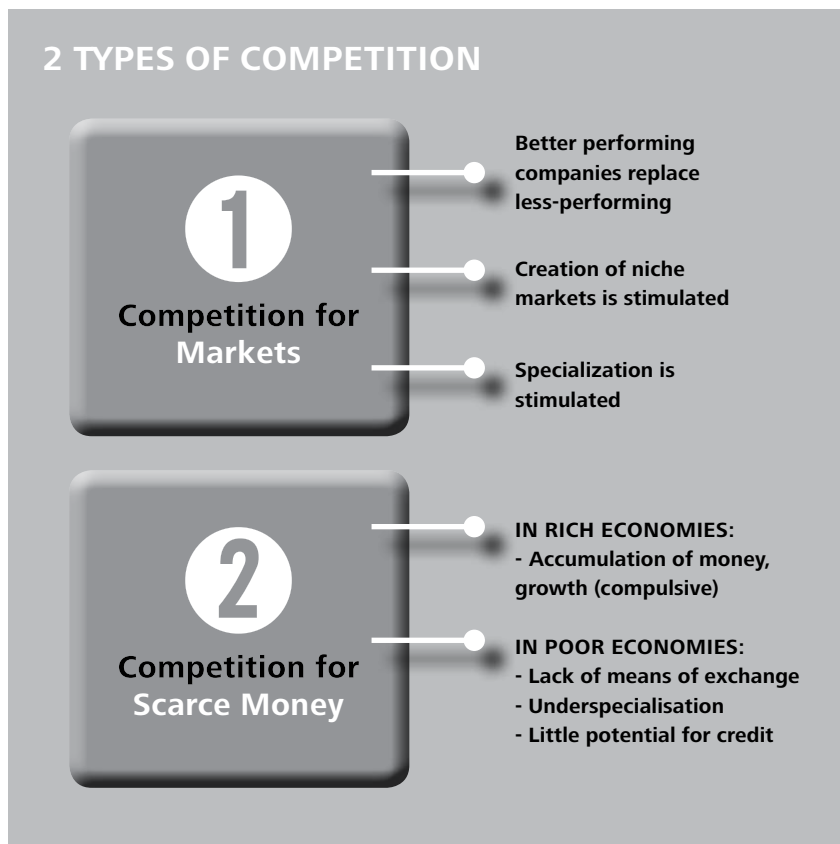 2 TYPES OF COMPETITION
1
Competition for
Markets
Better performing
companies replace
less-performing
Creation of niche
markets is stimulated
Specialization is
stimulated
2
Competition for
Scarce Money
IN RICH ECONOMIES:
- Accumulation of money,
growth (compulsive)
IN POOR ECONOMIES:
- Lack of means of exchange
- Underspecialisation
- Little potential for credit